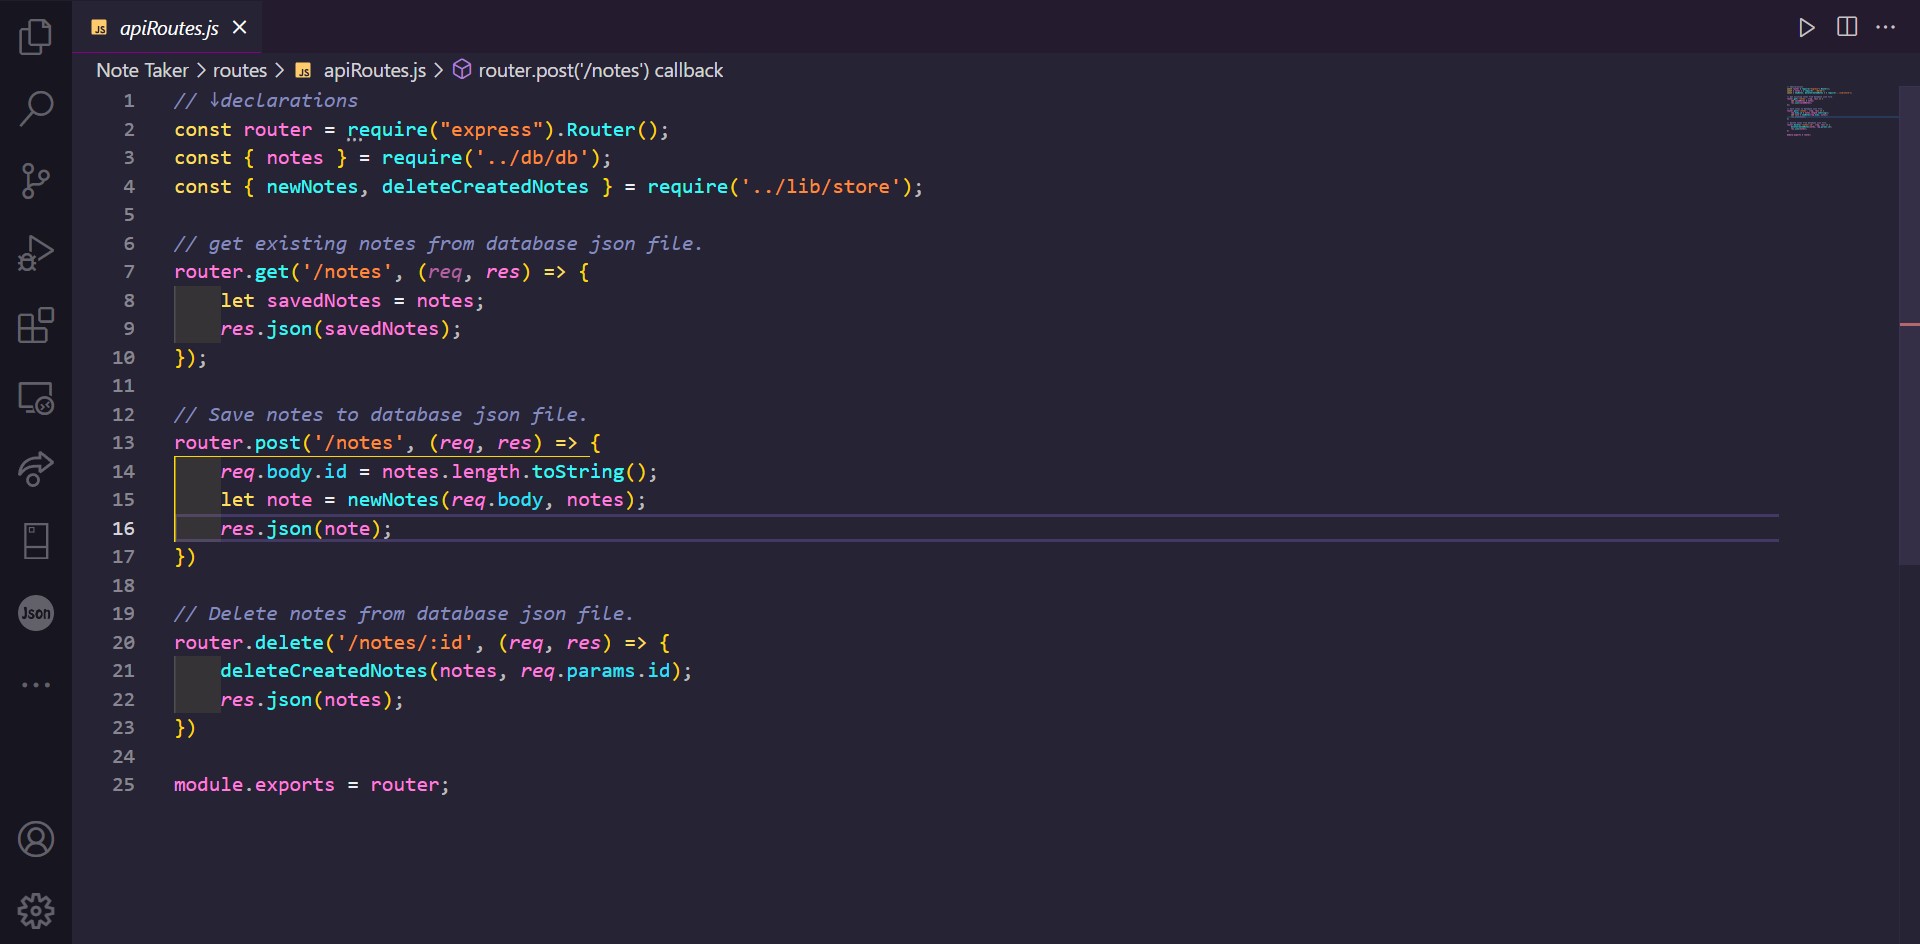 apiRoutes.js
Note Taker > routes > JS apiRoutes.js > router.post('/notes') callback
1 // ↓declarations
2 const router = require("express").Router();
3 const { notes } = require('../db/db');
4 const { newNotes, deleteCreatedNotes } = require('../lib/store');
5
6 // get existing notes from database json file.
7 router.get('/notes', (req, res) => {
8     let savedNotes = notes;
9     res.json(savedNotes);
10 });
11
12 // Save notes to database json file.
13 router.post('/notes', (req, res) => {
14     req.body.id = notes.length.toString();
15     let note = newNotes(req.body, notes);
16     res.json(note);
17 })
18
19 // Delete notes from database json file.
20 router.delete('/notes/:id', (req, res) => {
21     deleteCreatedNotes(notes, req.params.id);
22     res.json(notes);
23 })
24
25 module.exports = router;
Json